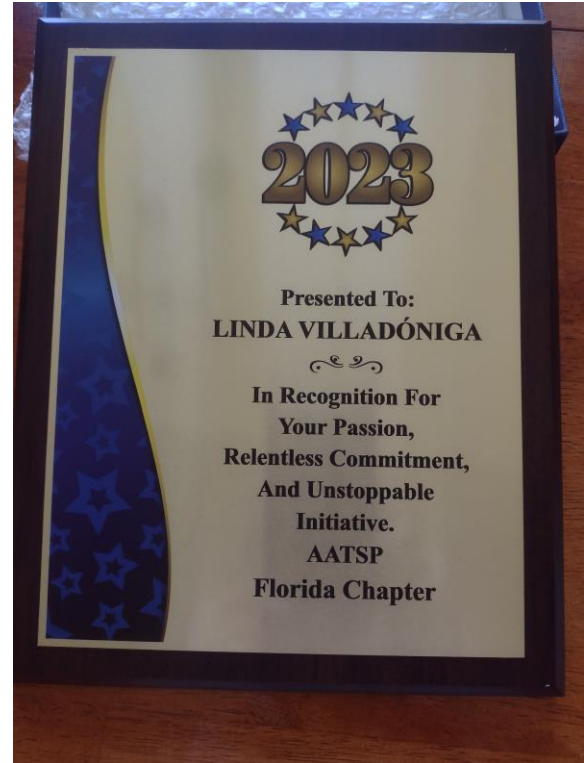 2023
Presented To:
LINDA VILLADÓNIGA
In Recognition For
Your Passion,
Relentless Commitment,
And Unstoppable
Initiative.
AATSP
Florida Chapter